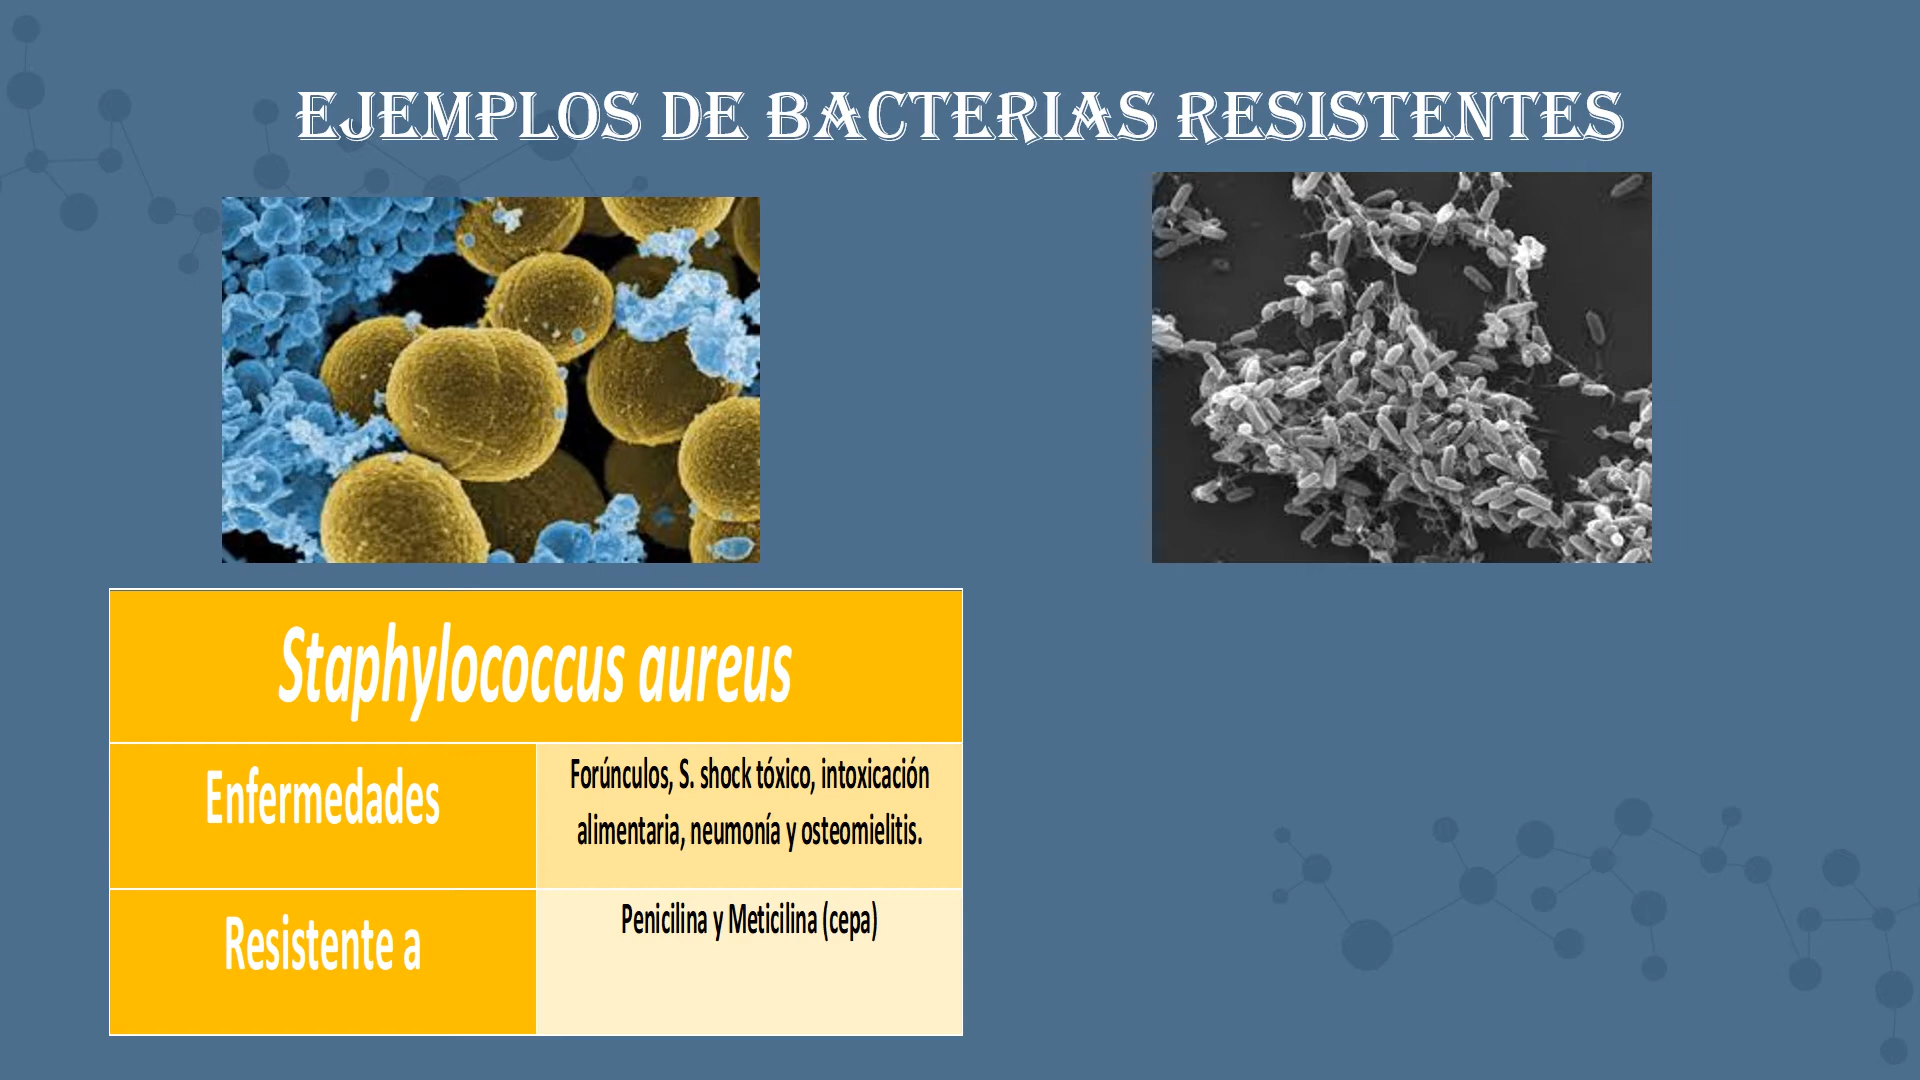 EJEMPLOS DE BACTERIAS RESISTENTES
Staphylococcus aureus
Enfermedades
Forúnculos, S. shock tóxico, intoxicación
alimentaria, neumonía y osteomielitis.
Resistente a
Penicilina y Meticilina (cepa)